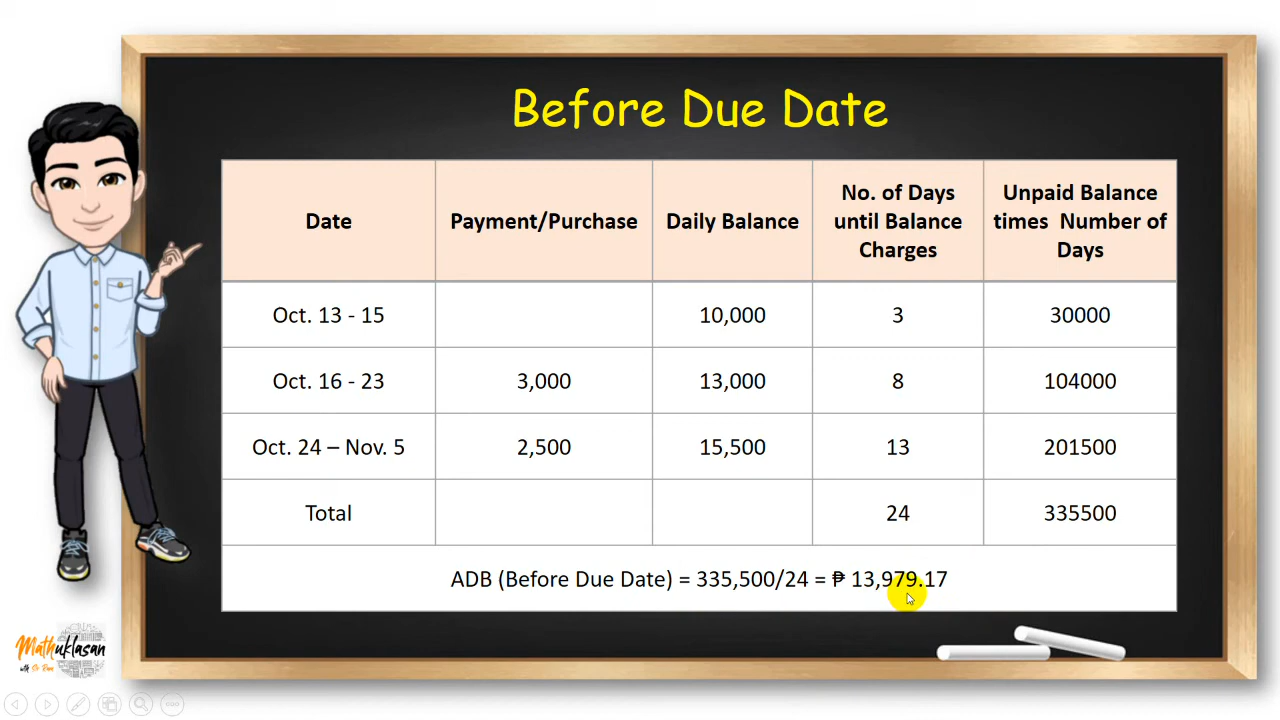 Before Due Date
Date
Payment/Purchase
Daily Balance
No. of Days
until Balance
Charges
Unpaid Balance
times Number of
Days
Oct. 13 - 15
10,000
3
30000
Oct. 16 - 23
3,000
13,000
8
104000
Oct. 24 – Nov. 5
2,500
15,500
13
201500
Total
24
335500
ADB (Before Due Date) = 335,500/24 = ₱ 13,979.17
Mathuklasan
with Sir Ram